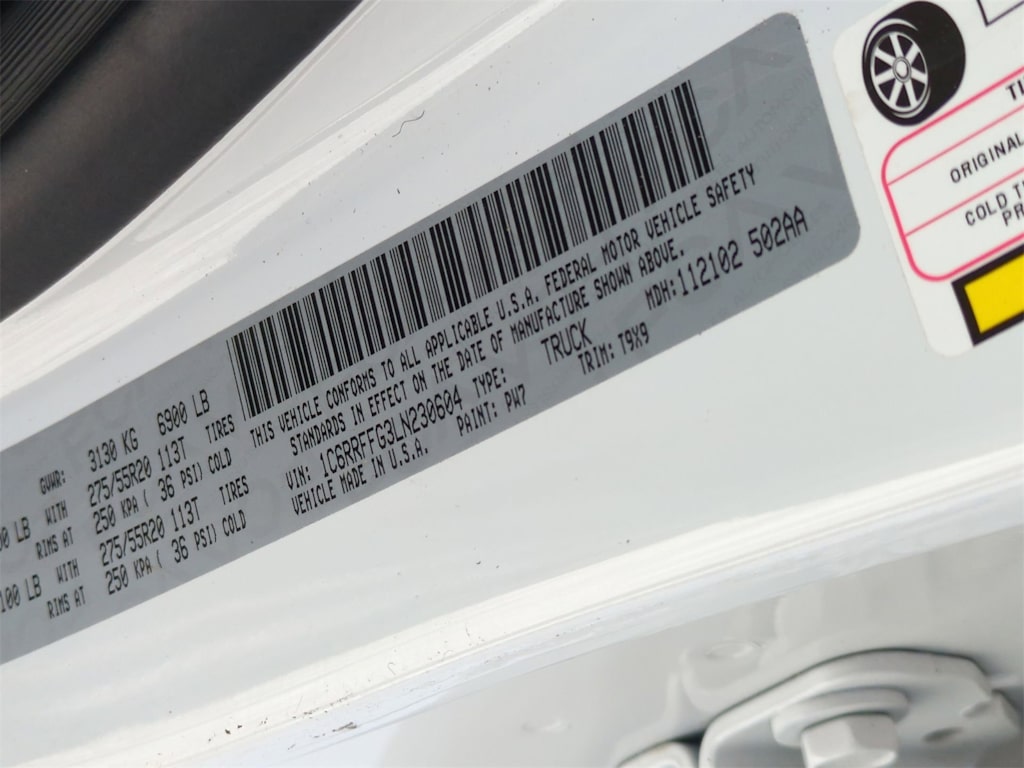 GVWR: 3130 KG 6900 LB
LB WITH 275/55R20 113T TIRES
RIMS AT 250 KPA ( 36 PSI) COLD
LB WITH 275/55R20 113T TIRES
RIMS AT 250 KPA ( 36 PSI) COLD
THIS VEHICLE CONFORMS TO ALL APPLICABLE U.S.A. FEDERAL MOTOR VEHICLE SAFETY
STANDARDS IN EFFECT ON THE DATE OF MANUFACTURE SHOWN ABOVE.
VIN: 1C6RRFFG3LN230604 TYPE: TRUCK MDH: 112102 502AA
VEHICLE MADE IN U.S.A. PAINT: PW7 TRIM: T9X9
ORIGINAL
COLD